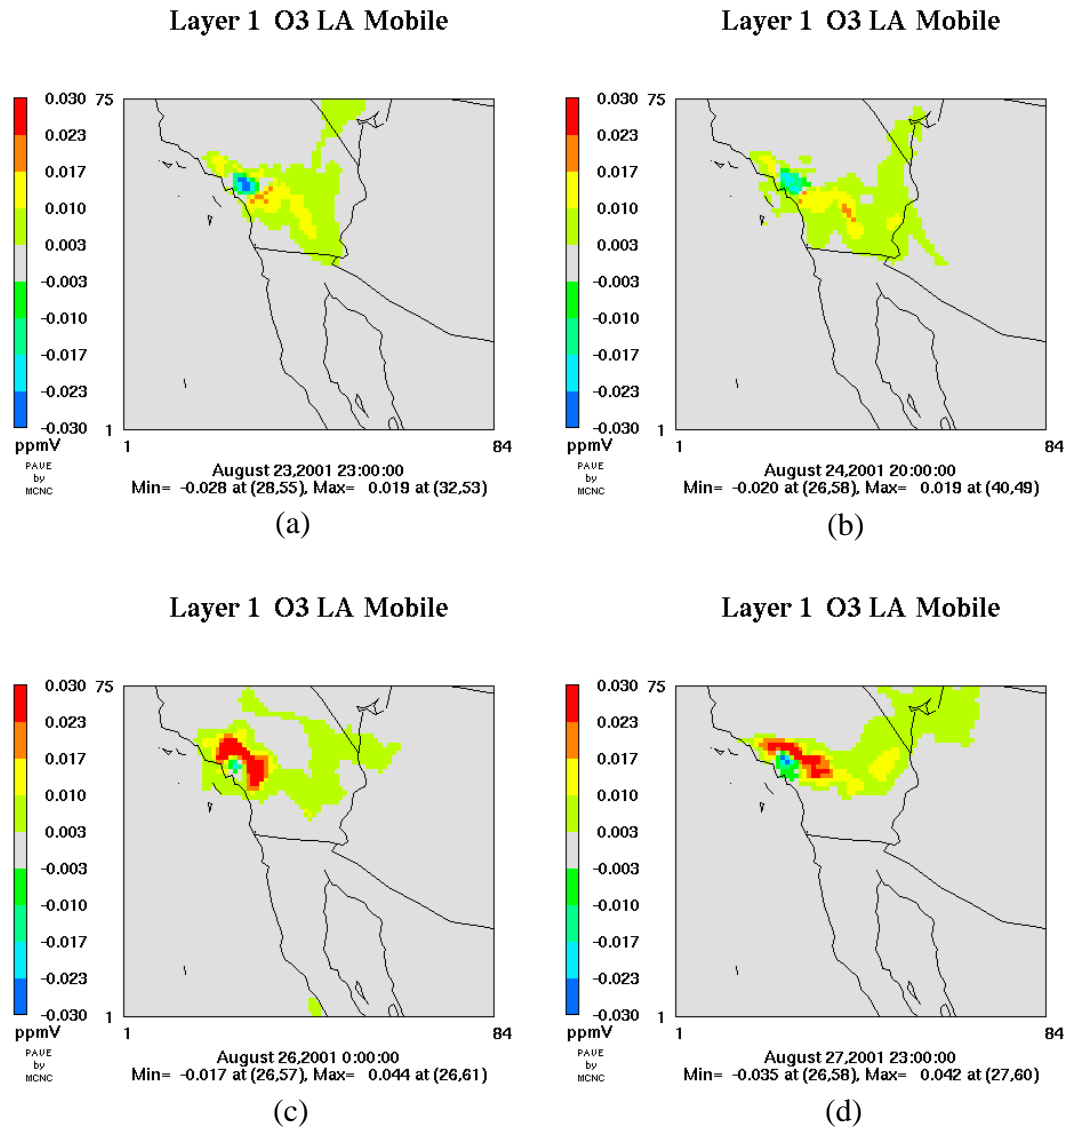 Layer 1 O3 LA Mobile
0.030
0.023
0.017
0.010
0.003
-0.003
-0.010
-0.017
-0.023
-0.030
ppmV
PAVE
by
MCNC
75
1
1
84
August 23,2001 23:00:00
Min= -0.028 at (28,55), Max= 0.019 at (32,53)
(a)
Layer 1 O3 LA Mobile
0.030
0.023
0.017
0.010
0.003
-0.003
-0.010
-0.017
-0.023
-0.030
ppmV
PAVE
by
MCNC
75
1
1
84
August 24,2001 20:00:00
Min= -0.020 at (26,58), Max= 0.019 at (40,49)
(b)
Layer 1 O3 LA Mobile
0.030
0.023
0.017
0.010
0.003
-0.003
-0.010
-0.017
-0.023
-0.030
ppmV
PAVE
by
MCNC
75
1
1
84
August 26,2001 0:00:00
Min= -0.017 at (26,57), Max= 0.044 at (26,61)
(c)
Layer 1 O3 LA Mobile
0.030
0.023
0.017
0.010
0.003
-0.003
-0.010
-0.017
-0.023
-0.030
ppmV
PAVE
by
MCNC
75
1
1
84
August 27,2001 23:00:00
Min= -0.035 at (26,58), Max= 0.042 at (27,60)
(d)